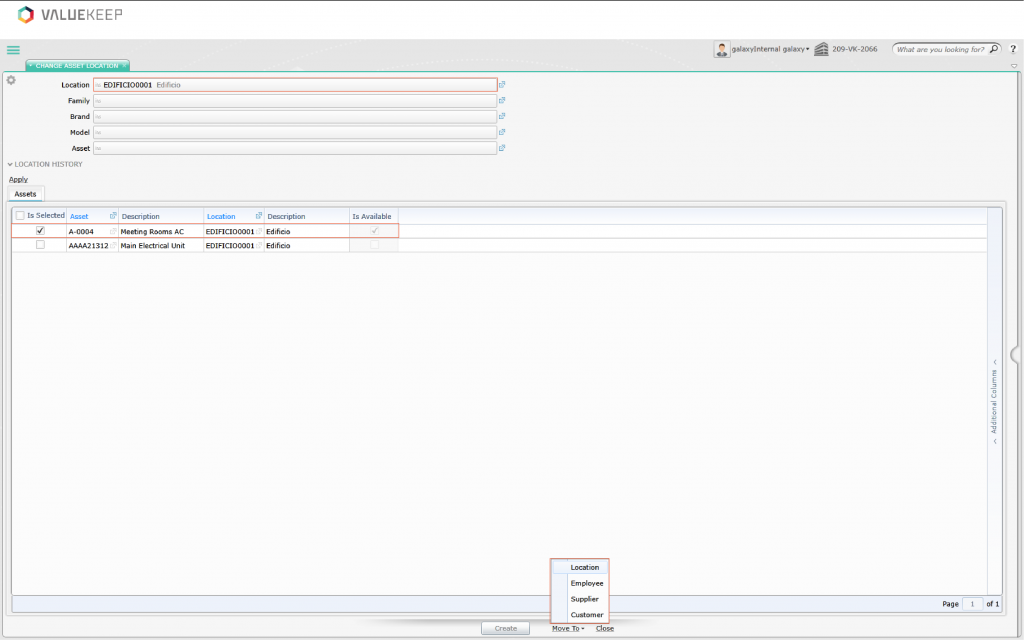 VALUEKEEP
galaxyInternal galaxy 209-VK-2066 What are you looking for? ?
CHANGE ASSET LOCATION
Location EDIFICIO0001 Edificio
Family
Brand
Model
Asset
LOCATION HISTORY
Apply
Assets
Is Selected Asset Description Location Description Is Available
A-0004 Meeting Rooms AC EDIFICIO0001 Edificio
AAAA21312 Main Electrical Unit EDIFICIO0001 Edificio
Additional Columns
Location
Employee
Supplier
Customer
Page 1 of 1
Create Move To Close